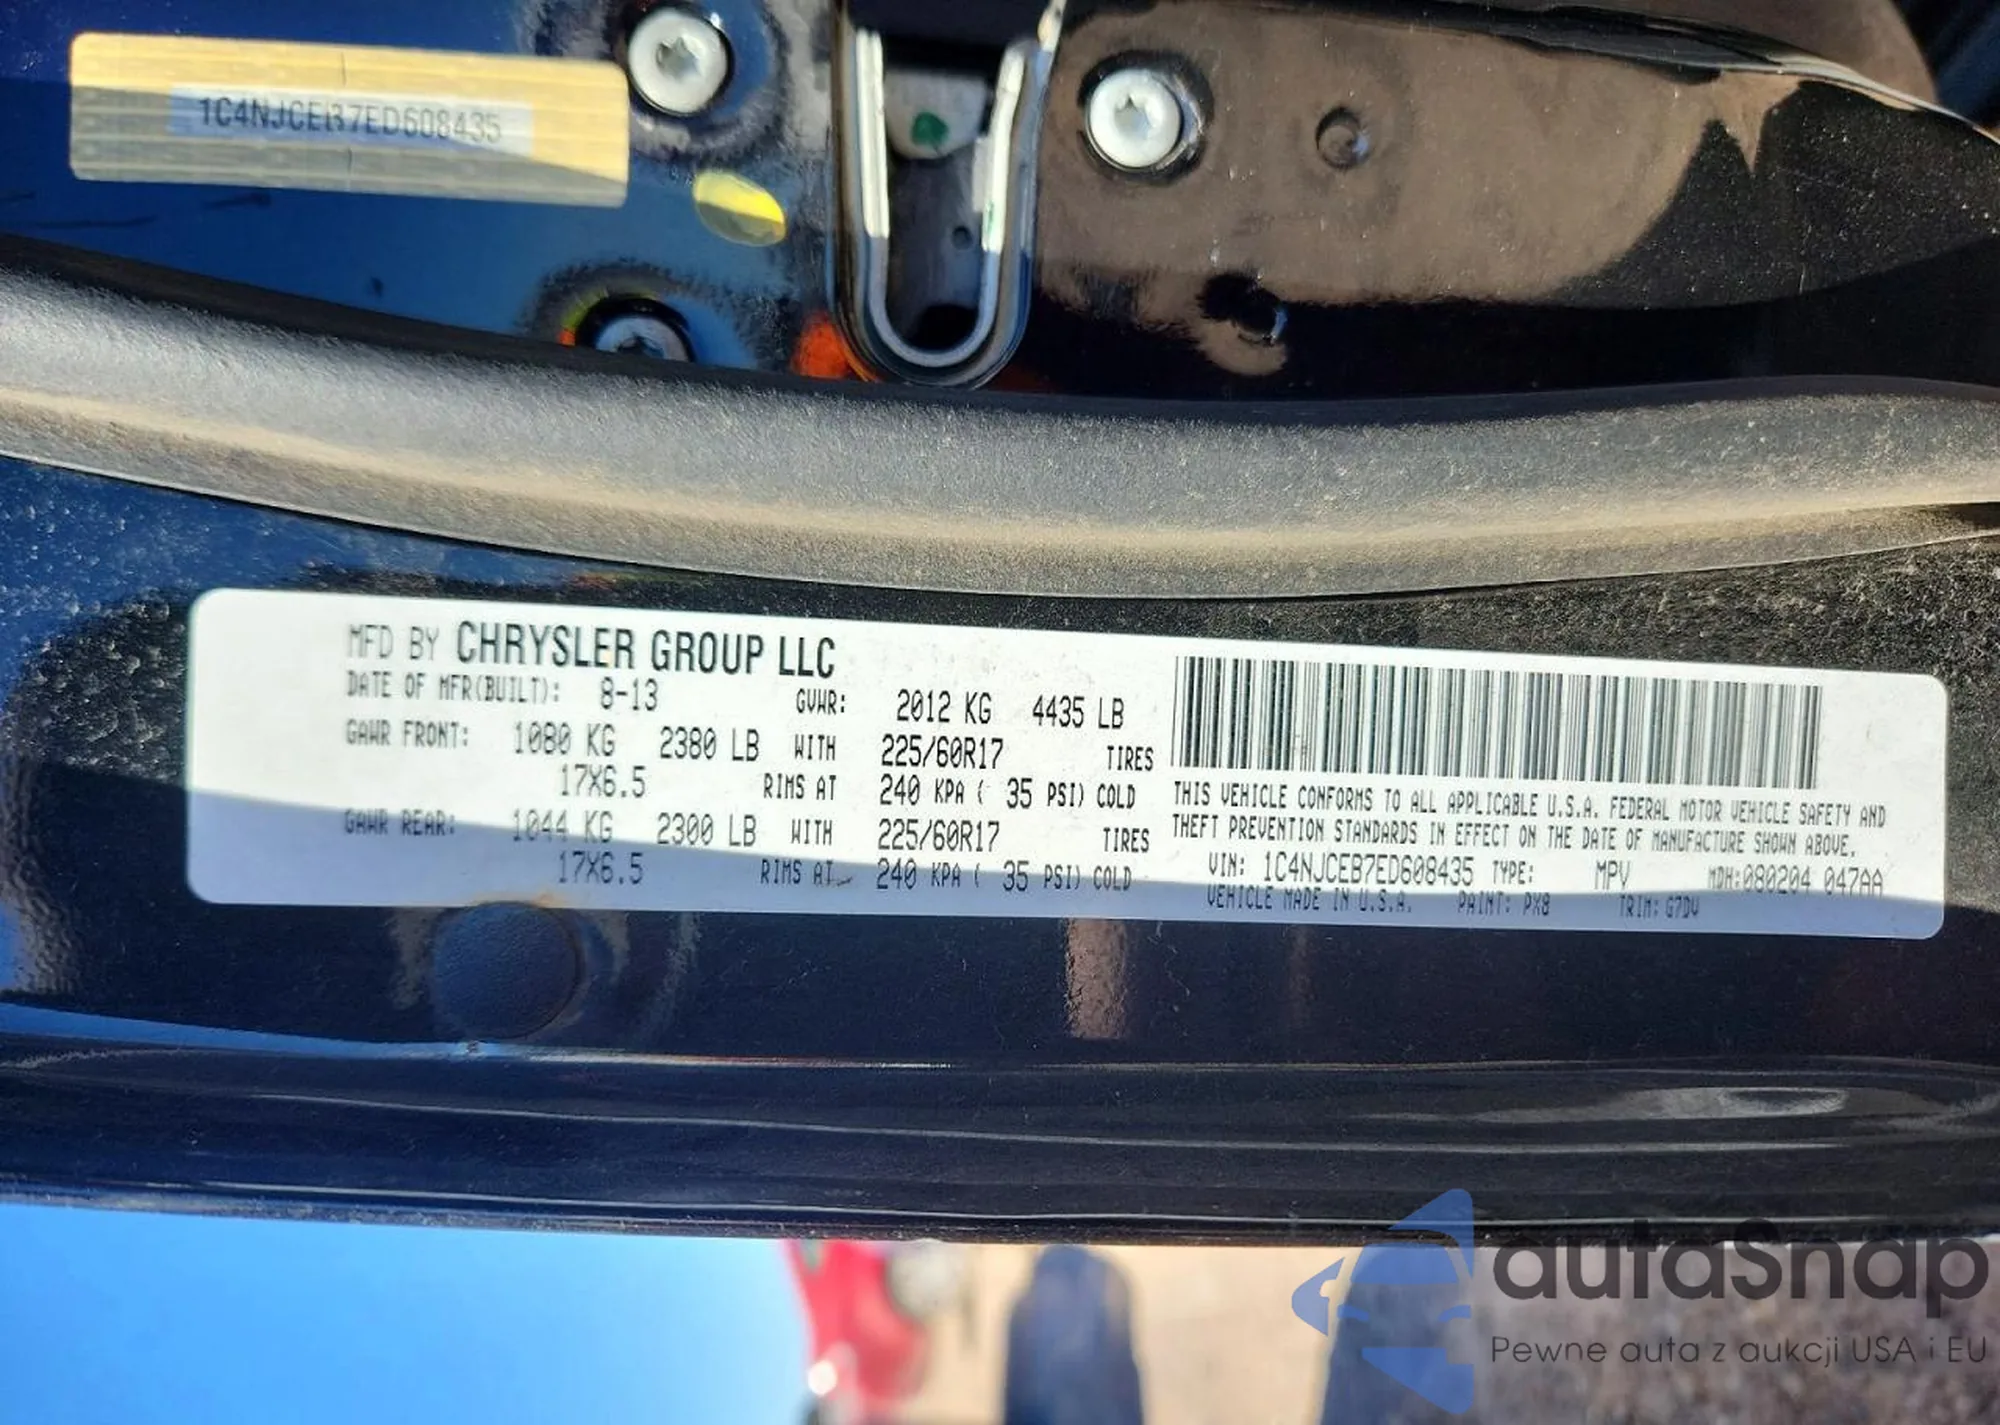 1C4NJCEB7ED608435
MFD BY CHRYSLER GROUP LLC
DATE OF MFR(BUILT): 8-13 GVWR: 2012 KG 4435 LB
GAWR FRONT: 1080 KG 2380 LB WITH 225/60R17 TIRES
17X6.5 RIMS AT 240 KPA ( 35 PSI) COLD
GAWR REAR: 1044 KG 2300 LB WITH 225/60R17 TIRES
17X6.5 RIMS AT 240 KPA ( 35 PSI) COLD
THIS VEHICLE CONFORMS TO ALL APPLICABLE U.S.A. FEDERAL MOTOR VEHICLE SAFETY AND
THEFT PREVENTION STANDARDS IN EFFECT ON THE DATE OF MANUFACTURE SHOWN ABOVE.
VIN: 1C4NJCEB7ED608435 TYPE: MPV MDH:080204 047AA
VEHICLE MADE IN U.S.A. PAINT: PX8 TRIM: G7DV
autaSnap
Pewne auta z aukcji USA i EU